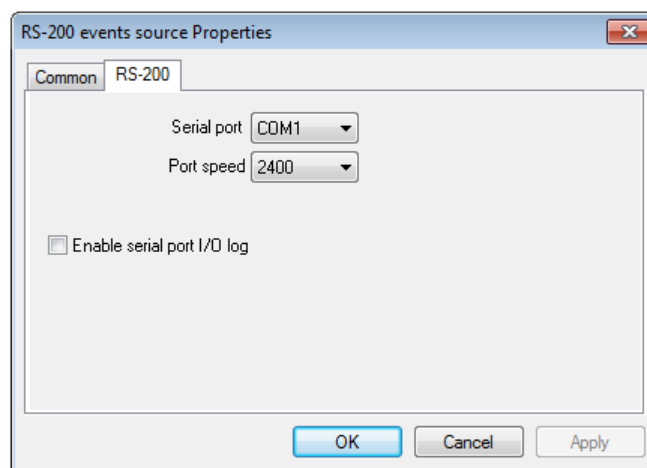 RS-200 events source Properties
Common RS-200
Serial port COM1
Port speed 2400
Enable serial port I/O log
OK Cancel Apply